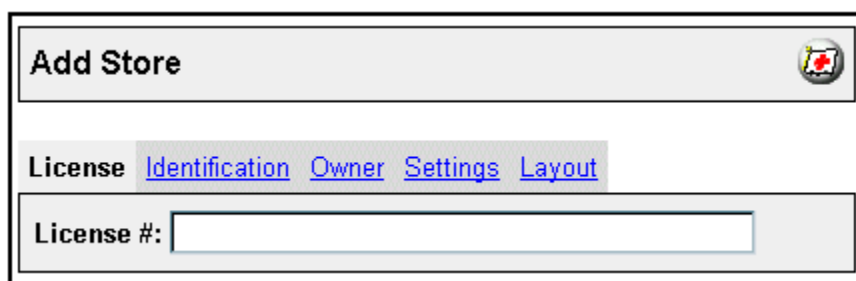 Add Store
License Identification Owner Settings Layout
License #: